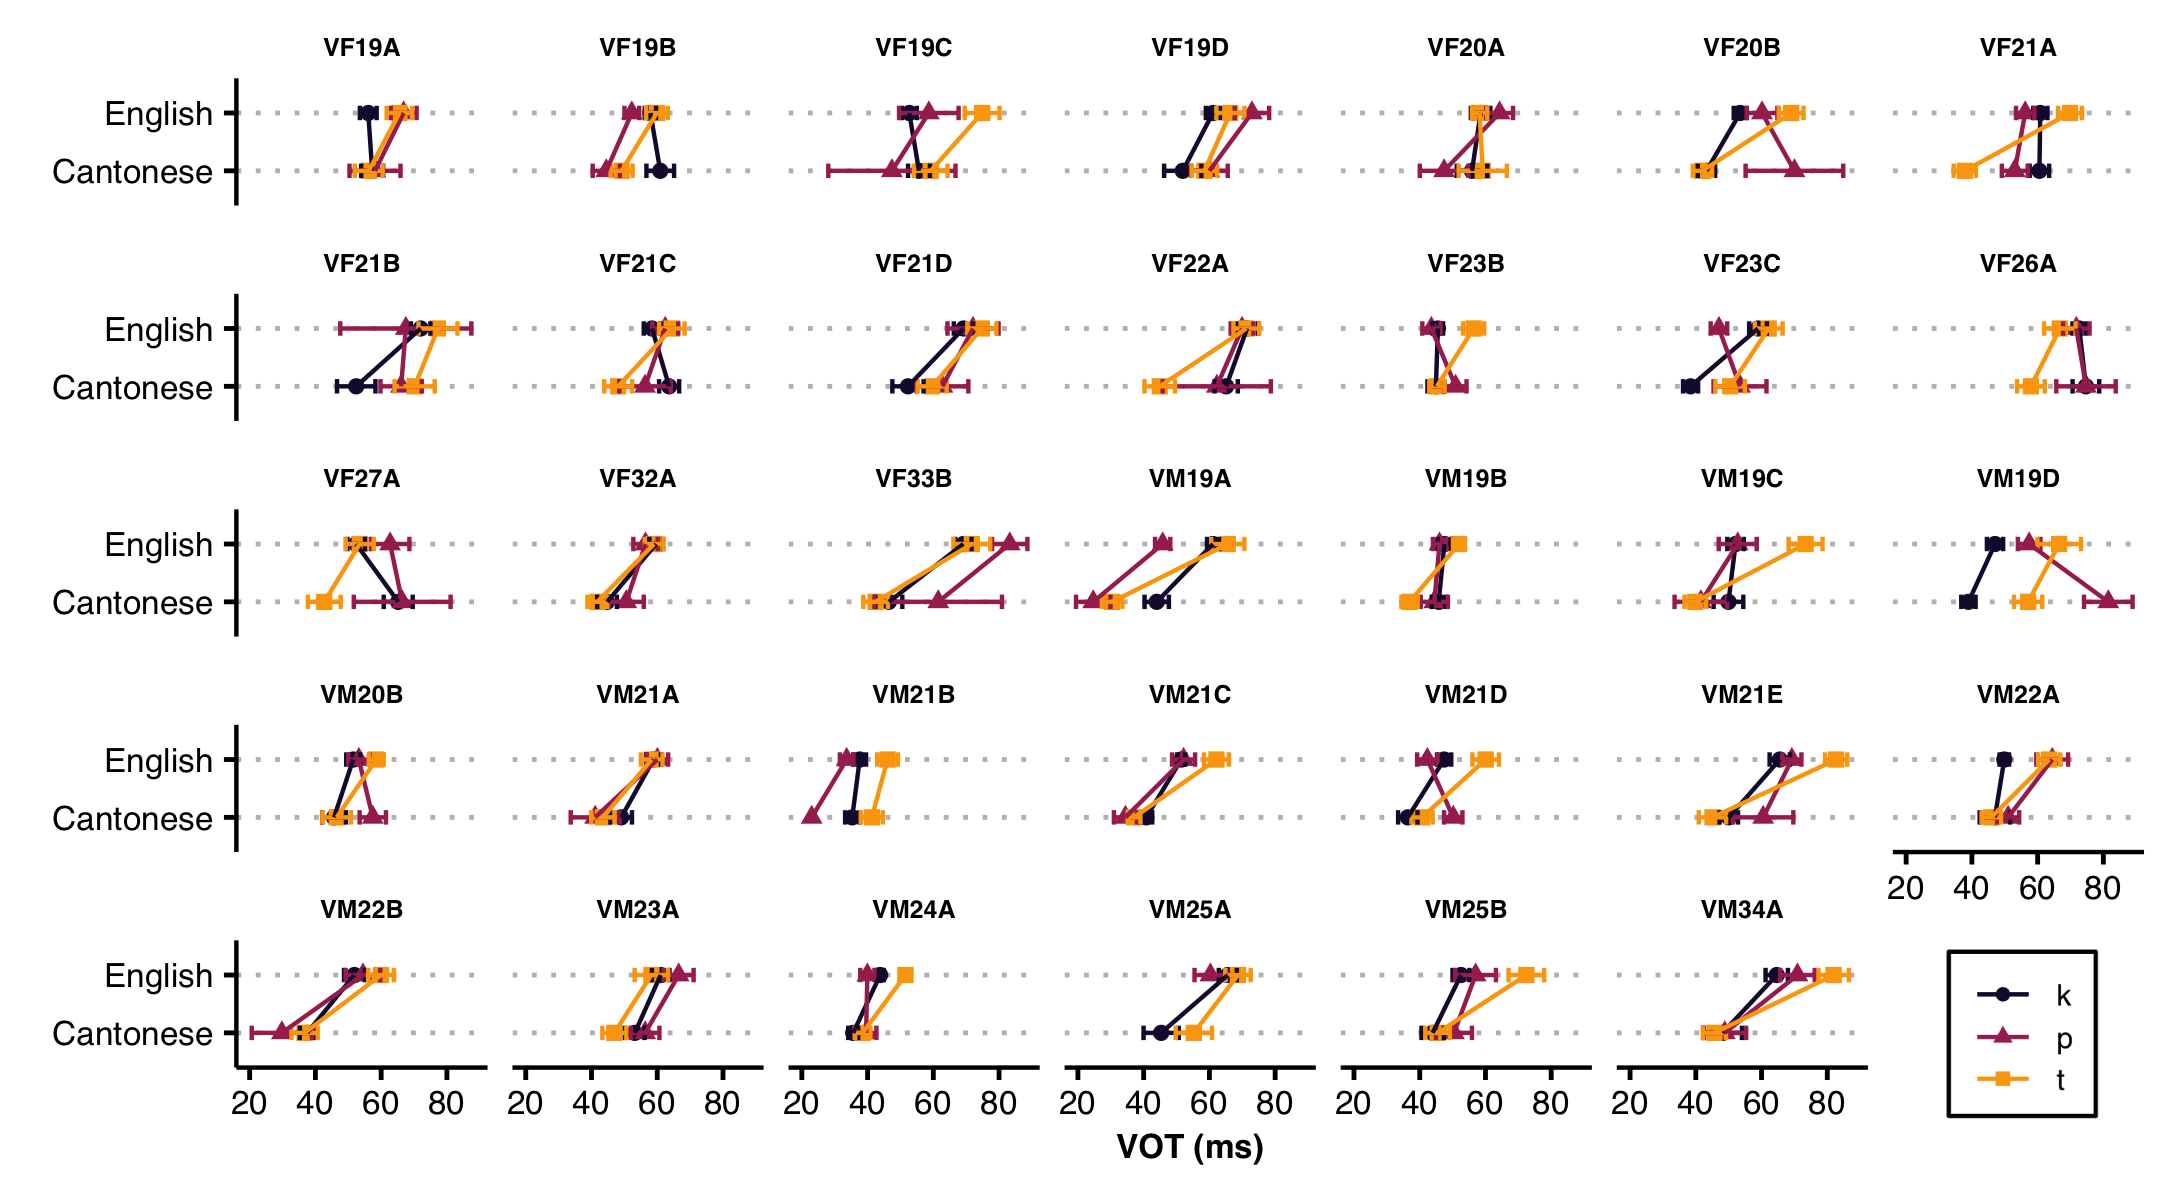 VF19A VF19B VF19C VF19D VF20A VF20B VF21A
English
Cantonese
VF21B VF21C VF21D VF22A VF23B VF23C VF26A
English
Cantonese
VF27A VF32A VF33B VM19A VM19B VM19C VM19D
English
Cantonese
VM20B VM21A VM21B VM21C VM21D VM21E VM22A
English
Cantonese
20 40 60 80
VM22B VM23A VM24A VM25A VM25B VM34A
English
Cantonese
k
p
t
20 40 60 80 20 40 60 80 20 40 60 80 20 40 60 80 20 40 60 80 20 40 60 80
VOT (ms)